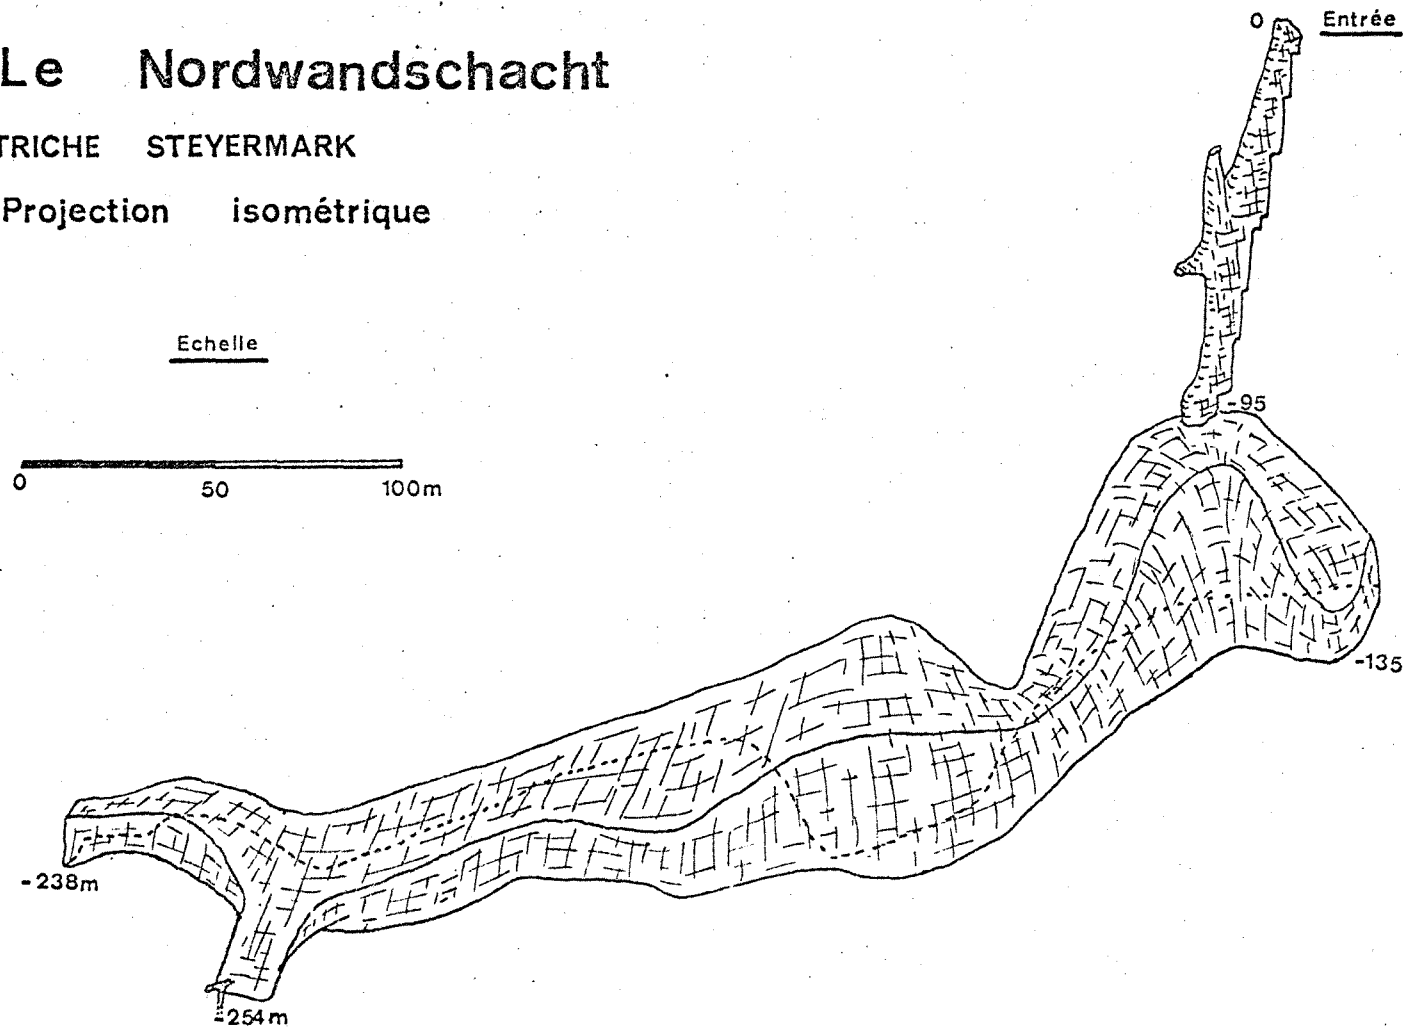 Le Nordwandschacht
TRICHE STEYERMARK
Projection isométrique
Echelle
0 50 100m
0 Entrée
-95
-135
-238m
-254m